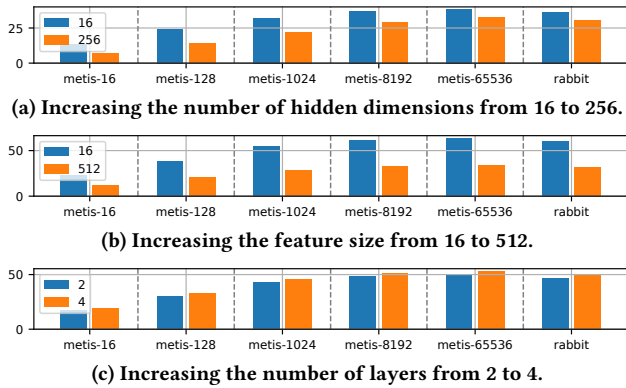 16
256
25
0
metis-16 metis-128 metis-1024 metis-8192 metis-65536 rabbit
(a) Increasing the number of hidden dimensions from 16 to 256.
16
512
50
0
metis-16 metis-128 metis-1024 metis-8192 metis-65536 rabbit
(b) Increasing the feature size from 16 to 512.
50
2
4
0
metis-16 metis-128 metis-1024 metis-8192 metis-65536 rabbit
(c) Increasing the number of layers from 2 to 4.